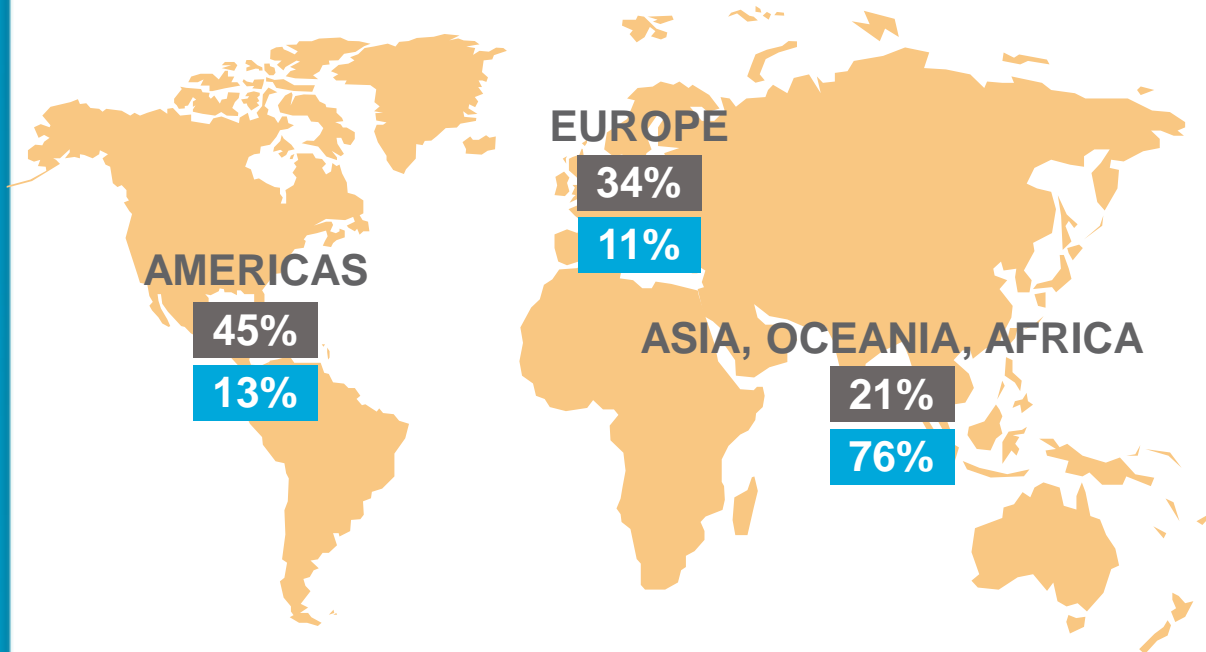 EUROPE
34%
11%
AMERICAS
45%
13%
ASIA, OCEANIA, AFRICA
21%
76%